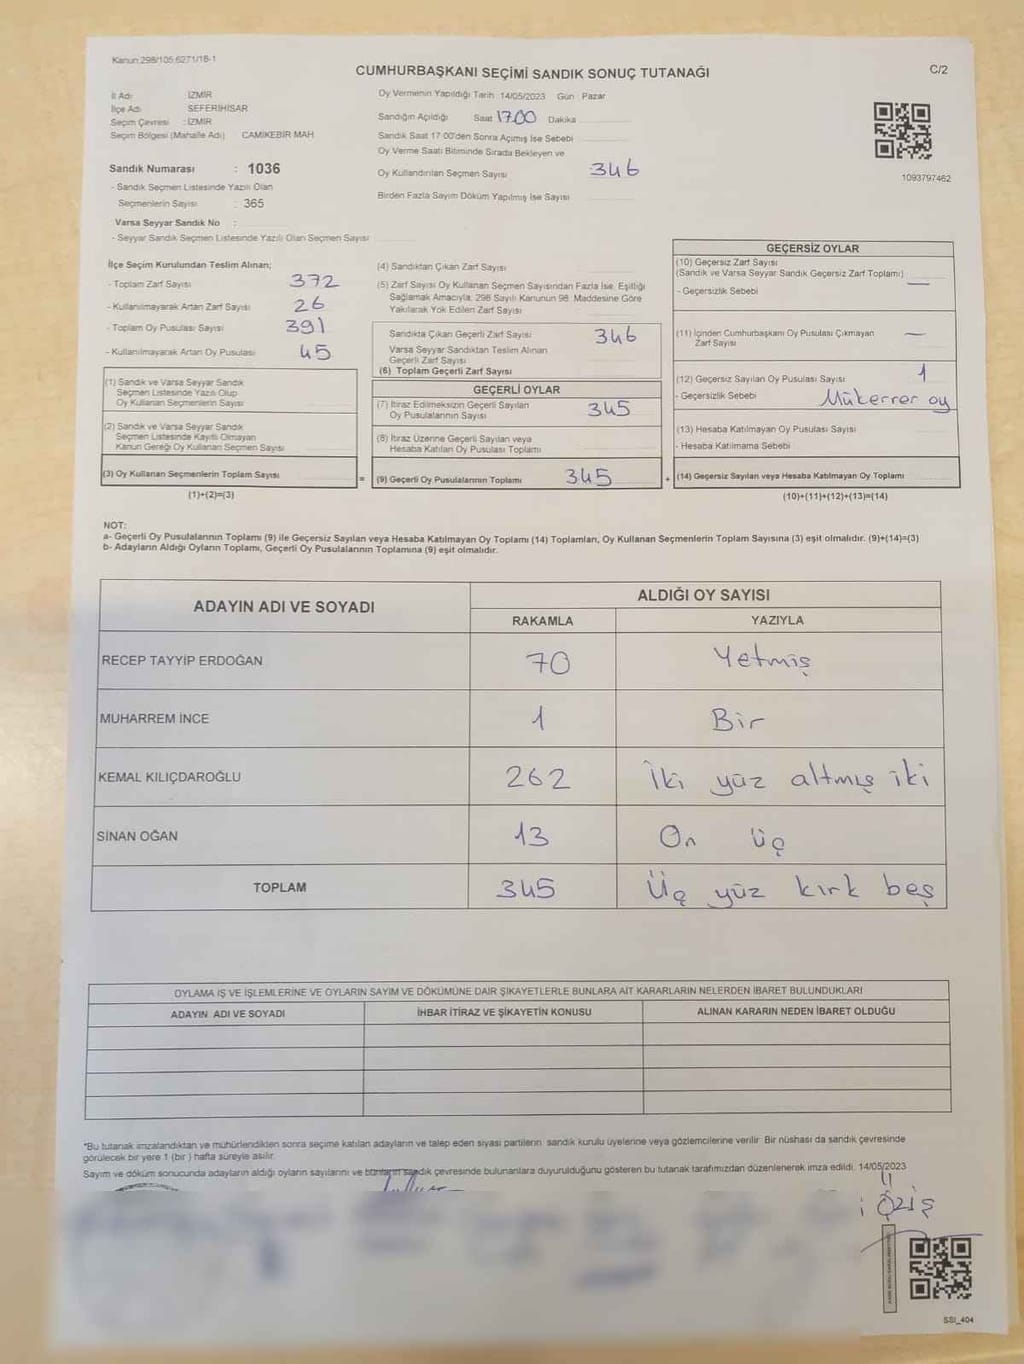 Kanun:298/105,6271/18-1
CUMHURBAŞKANI SEÇİMİ SANDIK SONUÇ TUTANAĞI
C/2
İl Adı : İZMİR
İlçe Adı : SEFERİHİSAR
Seçim Çevresi : İZMİR
Seçim Bölgesi (Mahalle Adı) CAMİKEBİR MAH.
Sandık Numarası : 1036
- Sandık Seçmen Listesinde Yazılı Olan
Seçmenlerin Sayısı : 365
Varsa Seyyar Sandık No :
- Seyyar Sandık Seçmen Listesinde Yazılı Olan Seçmen Sayısı
Oy Vermenin Yapıldığı Tarih :14/05/2023 Gün : Pazar
Sandığın Açıldığı Saat 17.00 Dakika
Sandık Saat 17:00'den Sonra Açılmış İse Sebebi
Oy Verme Saati Bitiminde Sırada Bekleyen ve
Oy Kullandırılan Seçmen Sayısı 346
Birden Fazla Sayım Döküm Yapılmış İse Sayısı
1093797462
İlçe Seçim Kurulundan Teslim Alınan;
- Toplam Zarf Sayısı 372
- Kullanılmayarak Artan Zarf Sayısı 26
- Toplam Oy Pusulası Sayısı 391
- Kullanılmayarak Artan Oy Pusulası 45
(1) Sandık ve Varsa Seyyar Sandık
Seçmen Listesinde Yazılı Olup
Oy Kullanan Seçmenlerin Sayısı
(2) Sandık ve Varsa Seyyar Sandık
Seçmen Listesinde Kayıtlı Olmayan
Kanun Gereği Oy Kullanan Seçmen Sayısı
(3) Oy Kullanan Seçmenlerin Toplam Sayısı
(1)+(2)=(3)
(4) Sandıktan Çıkan Zarf Sayısı
(5) Zarf Sayısı Oy Kullanan Seçmen Sayısından Fazla İse, Eşitliği
Sağlamak Amacıyla, 298 Sayılı Kanunun 98. Maddesine Göre
Yakılarak Yok Edilen Zarf Sayısı
Sandıkta Çıkan Geçerli Zarf Sayısı 346
Varsa Seyyar Sandıktan Teslim Alınan
Geçerli Zarf Sayısı
(6) Toplam Geçerli Zarf Sayısı
GEÇERLİ OYLAR
(7) İtiraz Edilmeksizin Geçerli Sayılan
Oy Pusulalarının Sayısı 345
(8) İtiraz Üzerine Geçerli Sayılan veya
Hesaba Katılan Oy Pusulası Toplamı
= (9) Geçerli Oy Pusulalarının Toplamı 345 +
GEÇERSİZ OYLAR
(10) Geçersiz Zarf Sayısı
(Sandık ve Varsa Seyyar Sandık Geçersiz Zarf Toplamı) —
- Geçersizlik Sebebi
(11) İçinden Cumhurbaşkanı Oy Pusulası Çıkmayan —
Zarf Sayısı
(12) Geçersiz Sayılan Oy Pusulası Sayısı 1
- Geçersizlik Sebebi Mükerrer oy
(13) Hesaba Katılmayan Oy Pusulası Sayısı
- Hesaba Katılmama Sebebi
(14) Geçersiz Sayılan veya Hesaba Katılmayan Oy Toplamı
(10)+(11)+(12)+(13)=(14)
NOT:
a- Geçerli Oy Pusulalarının Toplamı (9) ile Geçersiz Sayılan veya Hesaba Katılmayan Oy Toplamı (14) Toplamları, Oy Kullanan Seçmenlerin Toplam Sayısına (3) eşit olmalıdır. (9)+(14)=(3)
b- Adayların Aldığı Oyların Toplamı, Geçerli Oy Pusulalarının Toplamına (9) eşit olmalıdır.
ADAYIN ADI VE SOYADI
ALDIĞI OY SAYISI
RAKAMLA YAZIYLA
RECEP TAYYİP ERDOĞAN 70 Yetmiş
MUHARREM İNCE 1 Bir
KEMAL KILIÇDAROĞLU 262 İki yüz altmış iki
SİNAN OĞAN 13 On üç
TOPLAM 345 Üç yüz kırk beş
OYLAMA İŞ VE İŞLEMLERİNE VE OYLARIN SAYIM VE DÖKÜMÜNE DAİR ŞİKAYETLERLE BUNLARA AİT KARARLARIN NELERDEN İBARET BULUNDUKLARI
ADAYIN ADI VE SOYADI İHBAR İTİRAZ VE ŞİKAYETİN KONUSU ALINAN KARARIN NEDEN İBARET OLDUĞU
*Bu tutanak imzalandıktan ve mühürlendikten sonra seçime katılan adayların ve talep eden siyasi partilerin sandık kurulu üyelerine veya gözlemcilerine verilir. Bir nüshası da sandık çevresinde
görülecek bir yere 1 (bir ) hafta süreyle asılır.
Sayım ve döküm sonucunda adayların aldığı oyların sayılarını ve bunların sandık çevresinde bulunanlara duyurulduğunu gösteren bu tutanak tarafımızdan düzenlenerek imza edildi. 14/05/2023
ÖZİŞ
SSI_404